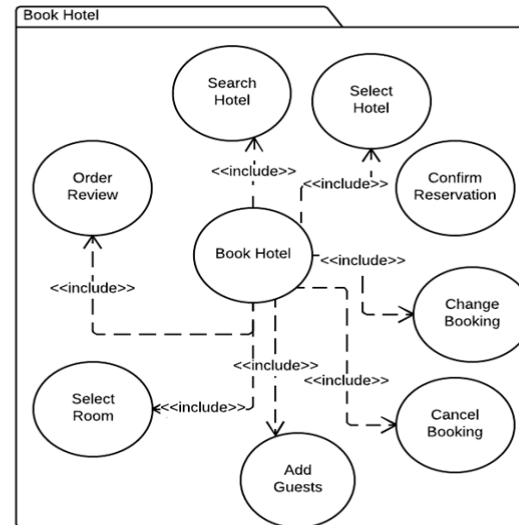 Book Hotel
Search
Hotel
Select
Hotel
<<include>>
<<include>>
Order
Review
Confirm
Reservation
Book Hotel
<<include>>
<<include>>
<<include>>
Change
Booking
<<include>>
<<include>>
Select
Room
Cancel
Booking
Add
Guests